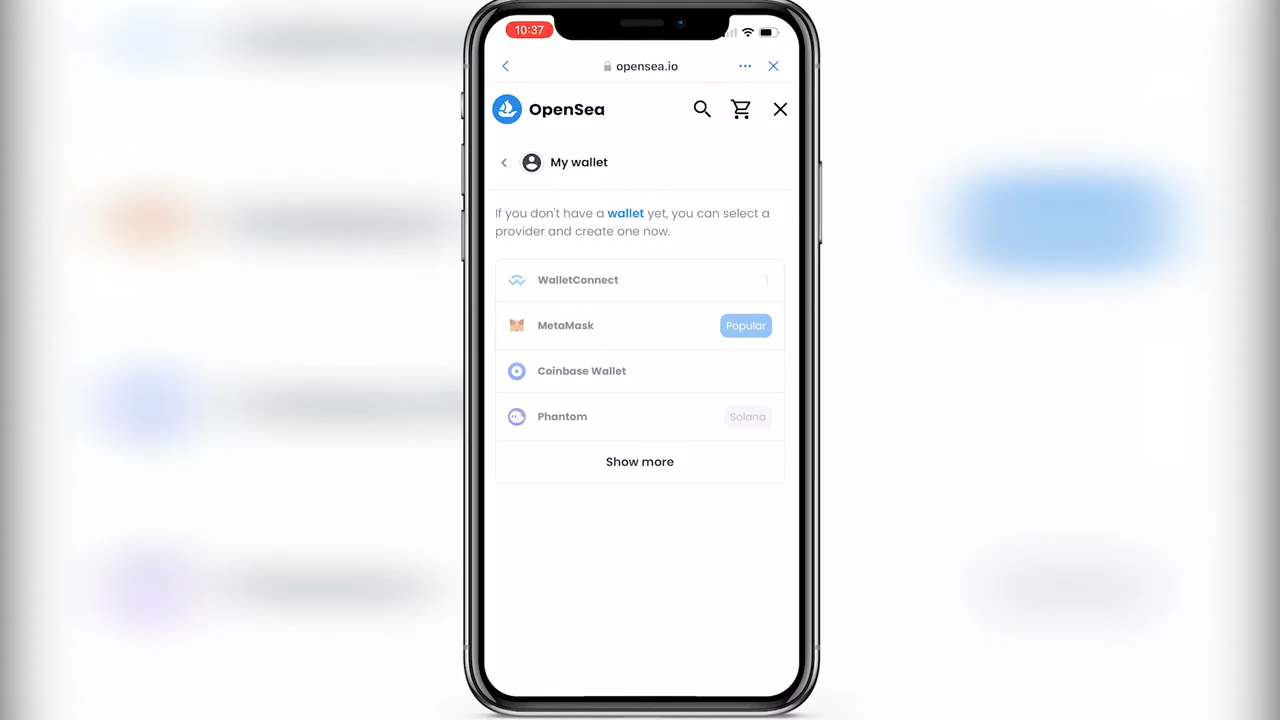 10:37
opensea.io
OpenSea
My wallet
If you don't have a wallet yet, you can select a
provider and create one now.
WalletConnect
MetaMask
Popular
Coinbase Wallet
Phantom
Solana
Show more